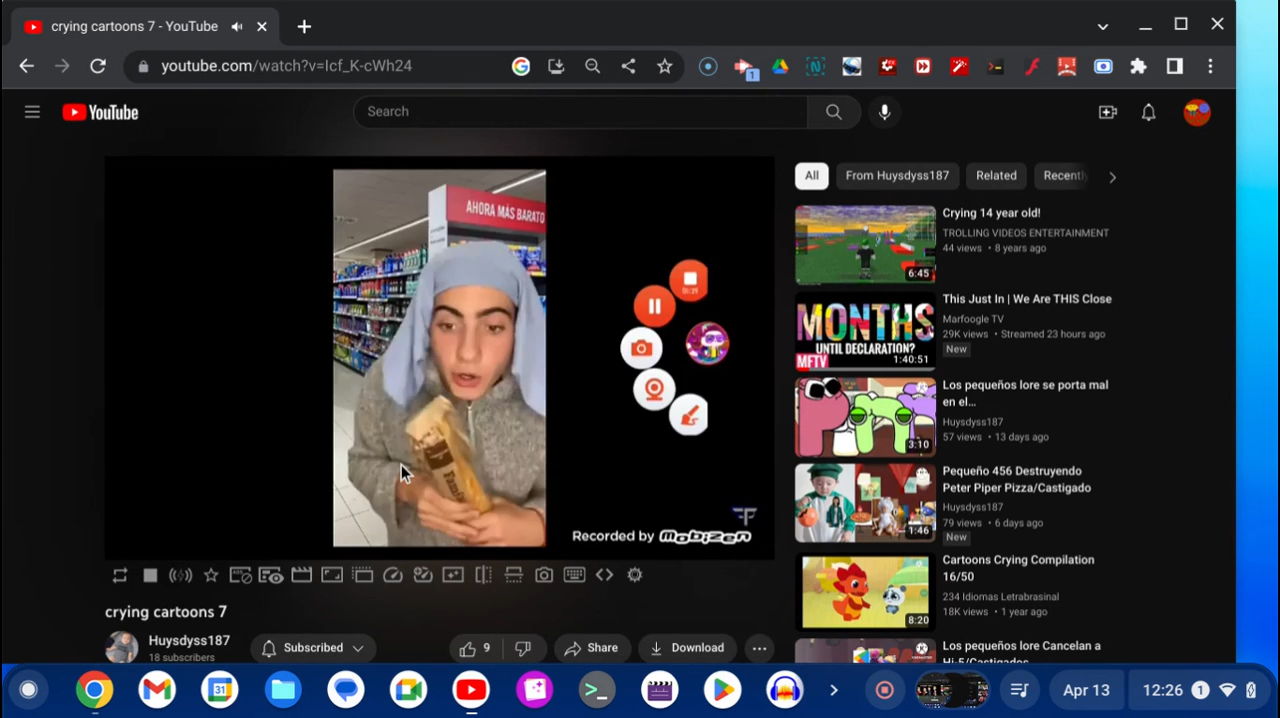 crying cartoons 7 - YouTube
youtube.com/watch?v=Icf_K-cWh24
1
YouTube
Search
All
From Huysdyss187
Related
Recently
AHORA MÁS BARATO
Recorded by Mobizen
6:45
Crying 14 year old!
TROLLING VIDEOS ENTERTAINMENT
44 views • 8 years ago
MONTHS
UNTIL DECLARATION?
MFTV
1:40:51
This Just In | We Are THIS Close
Marfoogle TV
29K views • Streamed 23 hours ago
New
3:10
Los pequeños lore se porta mal
en el...
Huysdyss187
57 views • 13 days ago
1:46
Pequeño 456 Destruyendo
Peter Piper Pizza/Castigado
Huysdyss187
79 views • 6 days ago
New
8:20
Cartoons Crying Compilation
16/50
234 Idiomas Letrabrasinal
18K views • 1 year ago
Los pequeños lore Cancelan a
Hi-5/Castigados
crying cartoons 7
Huysdyss187
18 subscribers
Subscribed
9
Share
Download
31
Apr 13
12:26
1